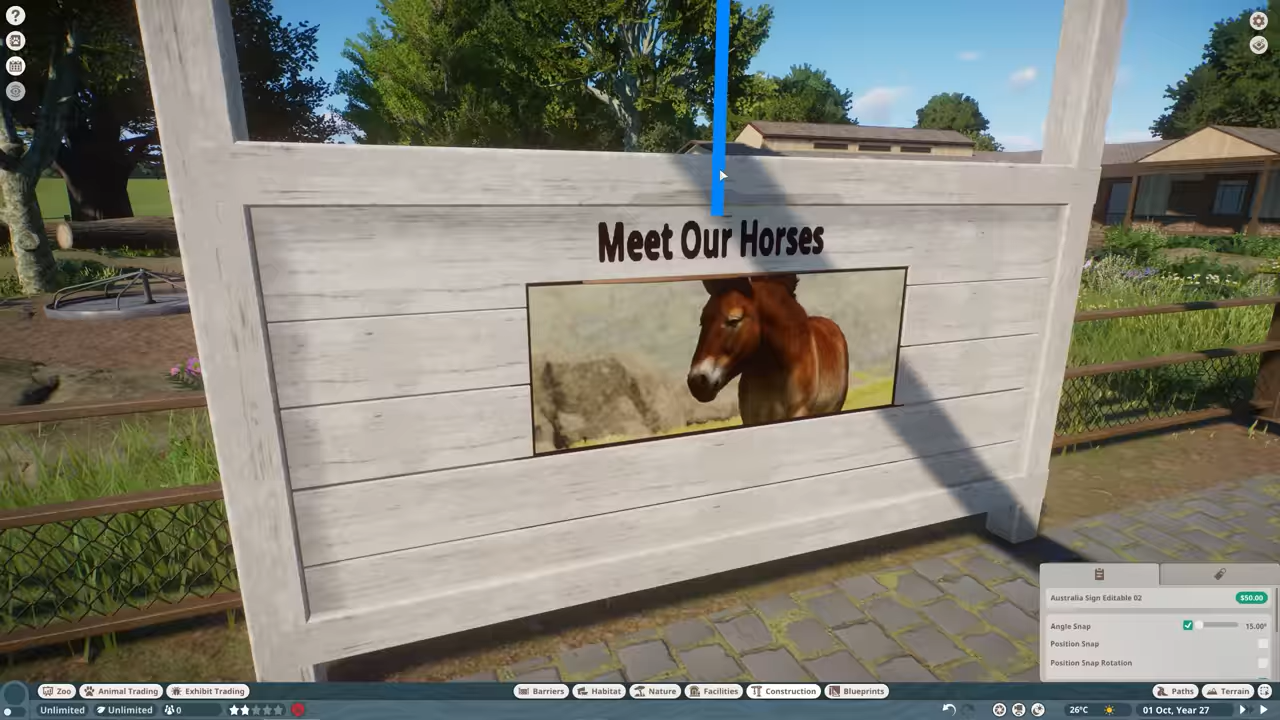 Meet Our Horses
Australia Sign Editable 02
$50.00
Angle Snap
15.00°
Position Snap
Position Snap Rotation
Zoo
Animal Trading
Exhibit Trading
Barriers
Habitat
Nature
Facilities
Construction
Blueprints
Paths
Terrain
Unlimited
Unlimited
0
26°C
01 Oct, Year 27